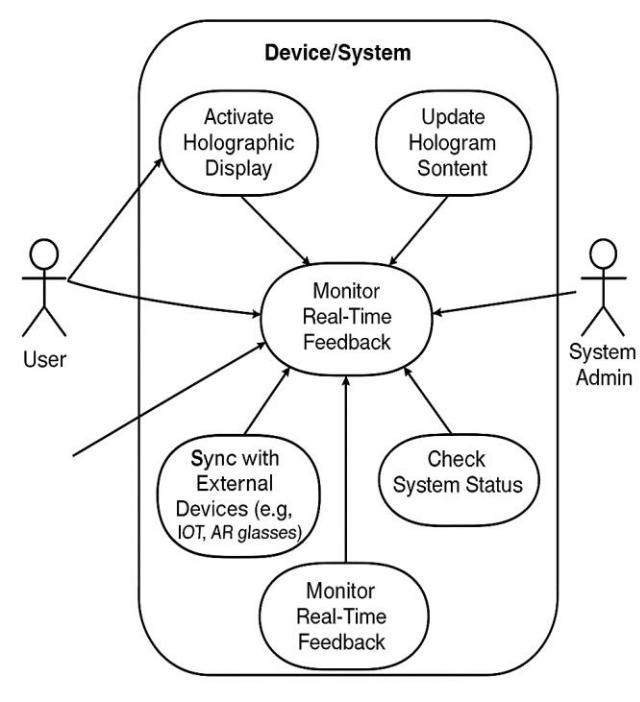 Device/System
Activate
Holographic
Display
Update
Hologram
Sontent
Monitor
Real-Time
Feedback
User
System
Admin
Sync with
External
Devices (e.g,
IOT, AR glasses)
Check
System Status
Monitor
Real-Time
Feedback